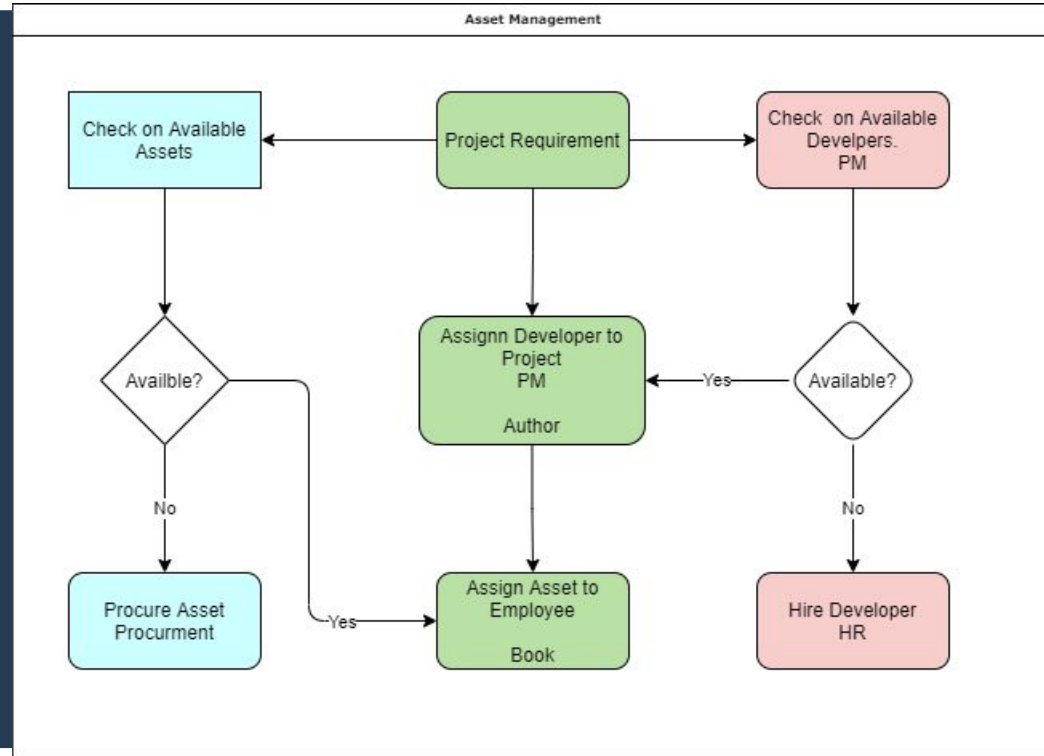 Asset Management
Check on Available
Assets
Project Requirement
Check on Available
Develpers.
PM
Assignn Developer to
Project
PM
Author
Availble?
Yes
Available?
No
No
Procure Asset
Procurment
Yes
Assign Asset to
Employee
Book
Hire Developer
HR